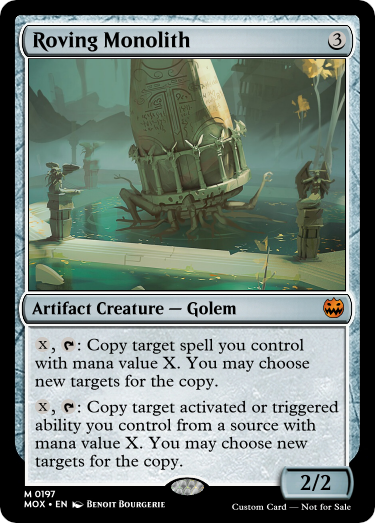 Roving Monolith 3
Artifact Creature — Golem
X, T: Copy target spell you control
with mana value X. You may choose
new targets for the copy.
X, T: Copy target activated or triggered
ability you control from a source with
mana value X. You may choose new
targets for the copy.
2/2
M 0197
MOX • EN Benoit Bourgerie
Custom Card — Not for Sale